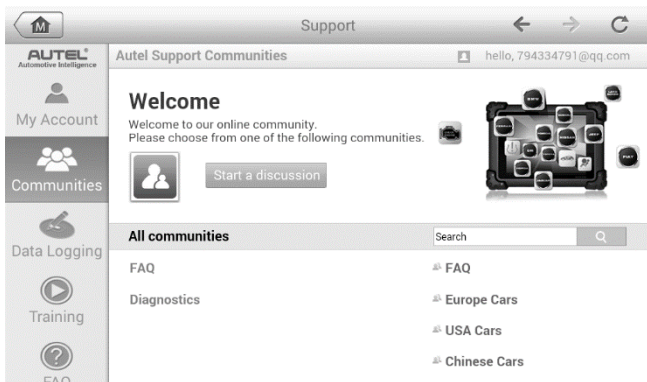 M
Support
AUTEL®
Automotive Intelligence
Autel Support Communities
hello, 794334791@qq.com
My Account
Communities
Data Logging
Training
FAQ
Welcome
Welcome to our online community.
Please choose from one of the following communities.
Start a discussion
All communities
Search
FAQ
Diagnostics
FAQ
Europe Cars
USA Cars
Chinese Cars